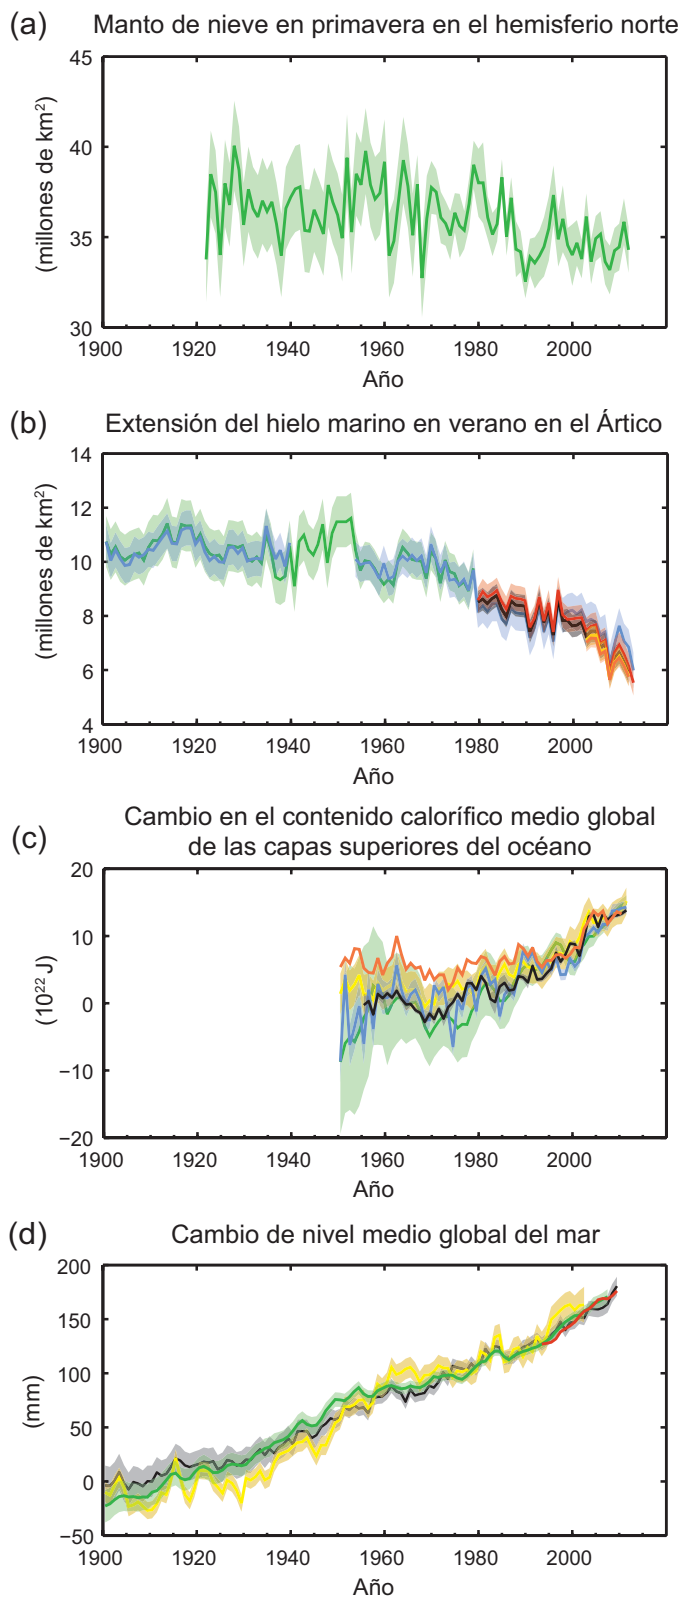 (a) Manto de nieve en primavera en el hemisferio norte
45
40
35
30
(millones de km²)
1900 1920 1940 1960 1980 2000
Año
(b) Extensión del hielo marino en verano en el Ártico
14
12
10
8
6
4
(millones de km²)
1900 1920 1940 1960 1980 2000
Año
(c) Cambio en el contenido calorífico medio global
de las capas superiores del océano
20
10
0
−10
−20
(10²² J)
1900 1920 1940 1960 1980 2000
Año
(d) Cambio de nivel medio global del mar
200
150
100
50
0
−50
(mm)
1900 1920 1940 1960 1980 2000
Año